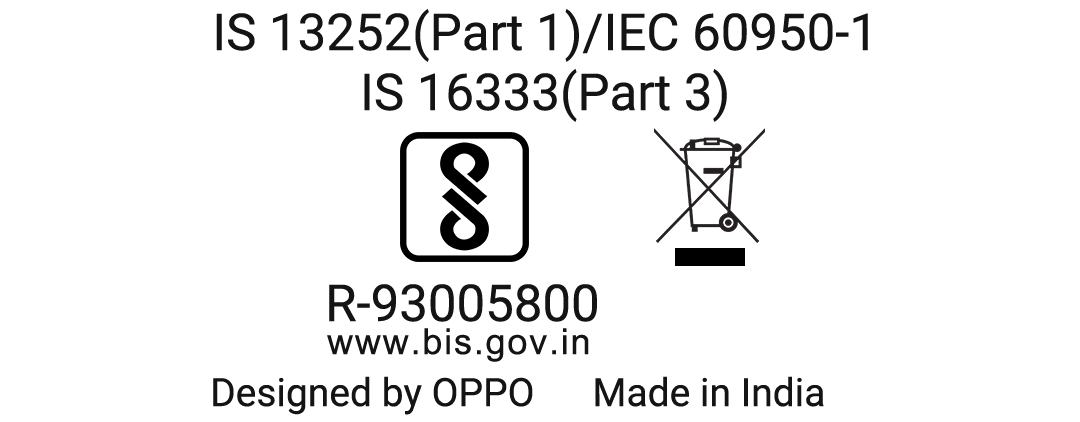 IS 13252(Part 1)/IEC 60950-1
IS 16333(Part 3)
R-93005800
www.bis.gov.in
Designed by OPPO Made in India